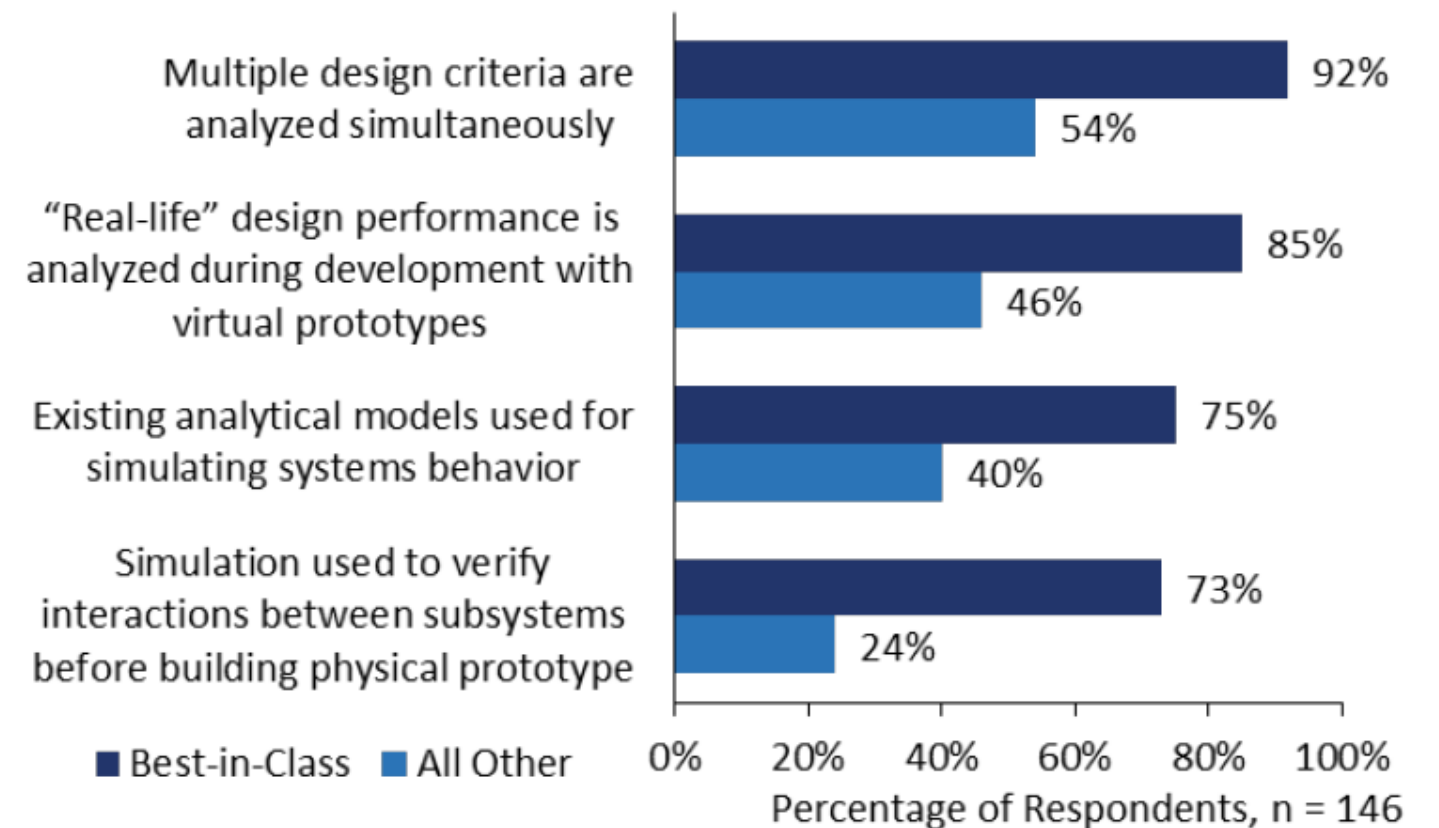 Multiple design criteria are
analyzed simultaneously
92%
54%
“Real-life” design performance is
analyzed during development with
virtual prototypes
85%
46%
Existing analytical models used for
simulating systems behavior
75%
40%
Simulation used to verify
interactions between subsystems
before building physical prototype
73%
24%
Best-in-Class All Other
0% 20% 40% 60% 80% 100%
Percentage of Respondents, n = 146